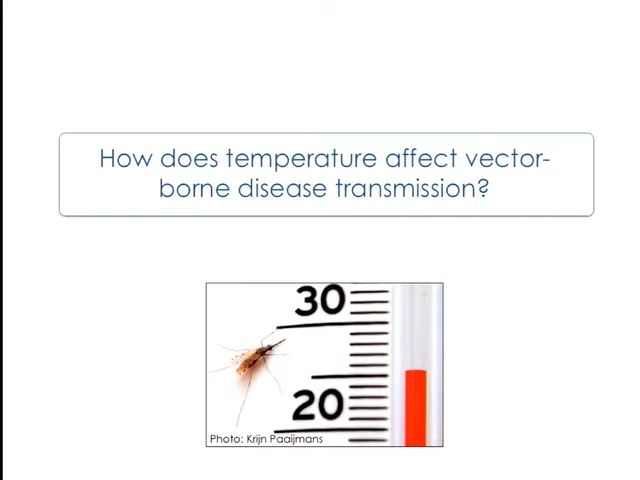 How does temperature affect vector-
borne disease transmission?
30
20
Photo: Krijn Paaijmans